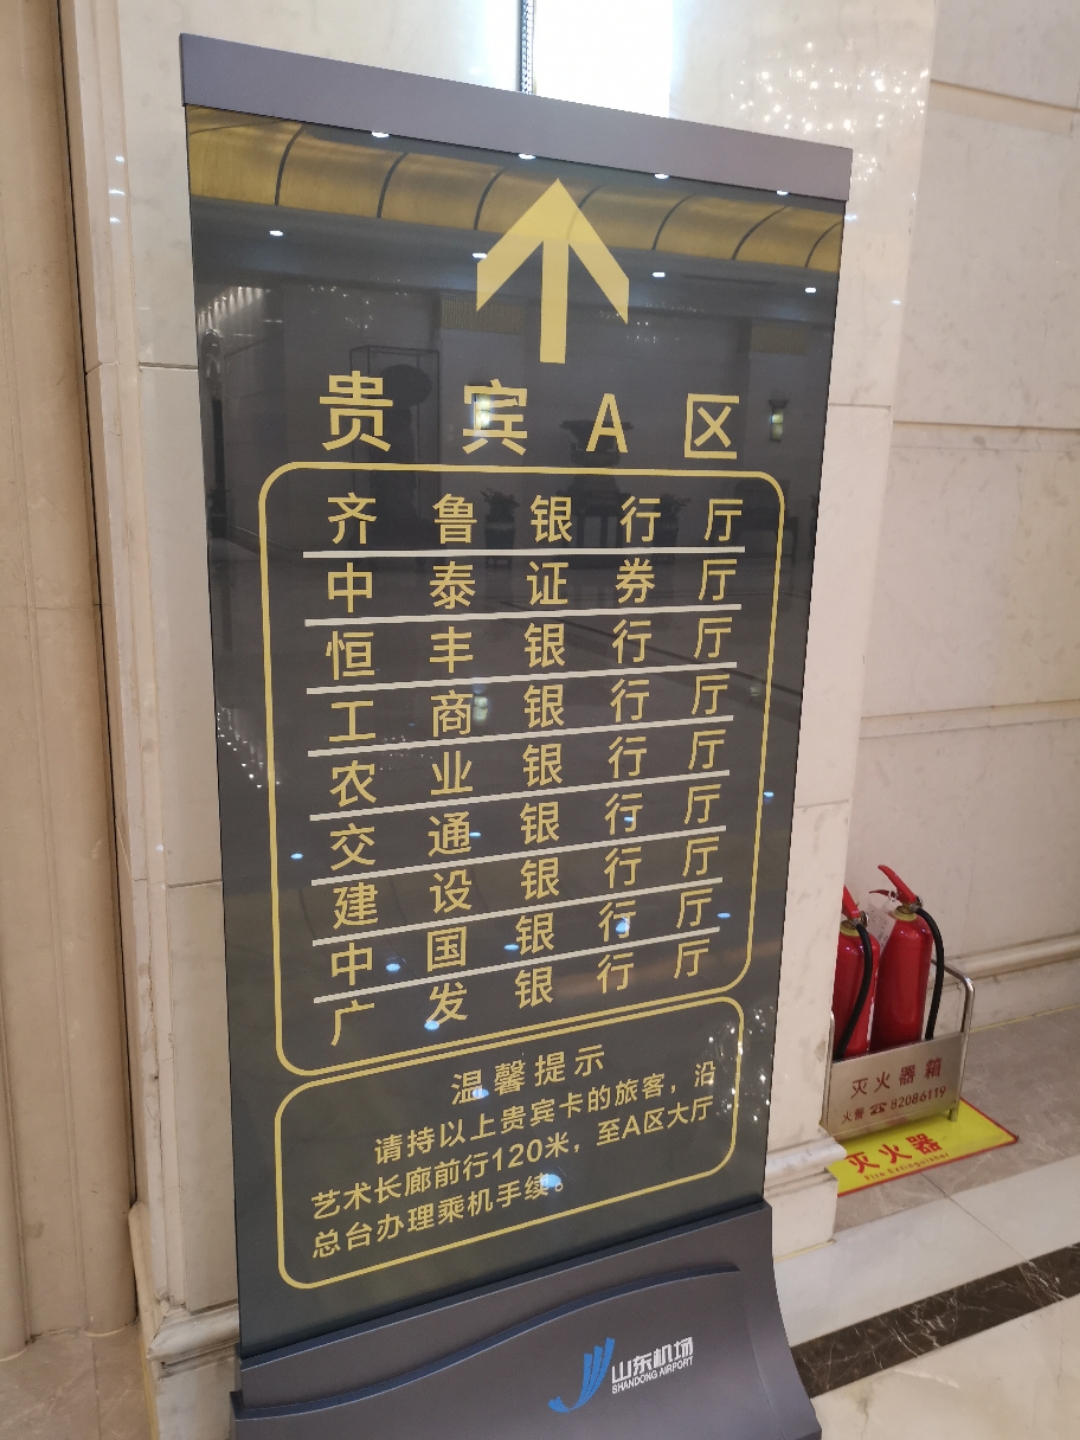 贵宾A区
齐鲁银行厅
中泰证券厅
恒丰银行厅
工商银行厅
农业银行厅
交通银行厅
建设银行厅
中国银行厅
广发银行厅
温馨提示
请持以上贵宾卡的旅客，沿
艺术长廊前行120米，至A区大厅
总台办理乘机手续。
山东机场
SHANDONG AIRPORT
灭火器箱
火警☎82086119
灭火器
Fire Extinguisher